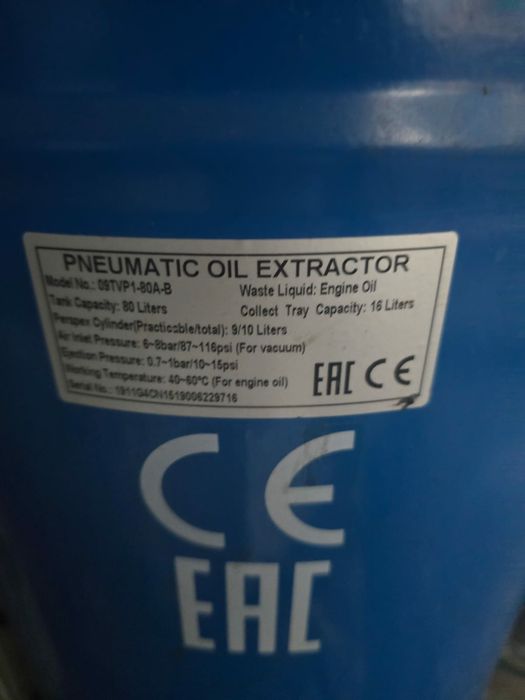 PNEUMATIC OIL EXTRACTOR
Model No.: 09TVP1-80A-B Waste Liquid: Engine Oil
Tank Capacity: 80 Liters Collect Tray Capacity: 16 Liters
Perspex Cylinder(Practicable/total): 9/10 Liters
Air Inlet Pressure: 6~8bar/87~116psi (For vacuum)
Ejection Pressure: 0.7~1bar/10~15psi
Working Temperature: 40~60°C (For engine oil)
Serial No.: EAC CE
CE
EAC